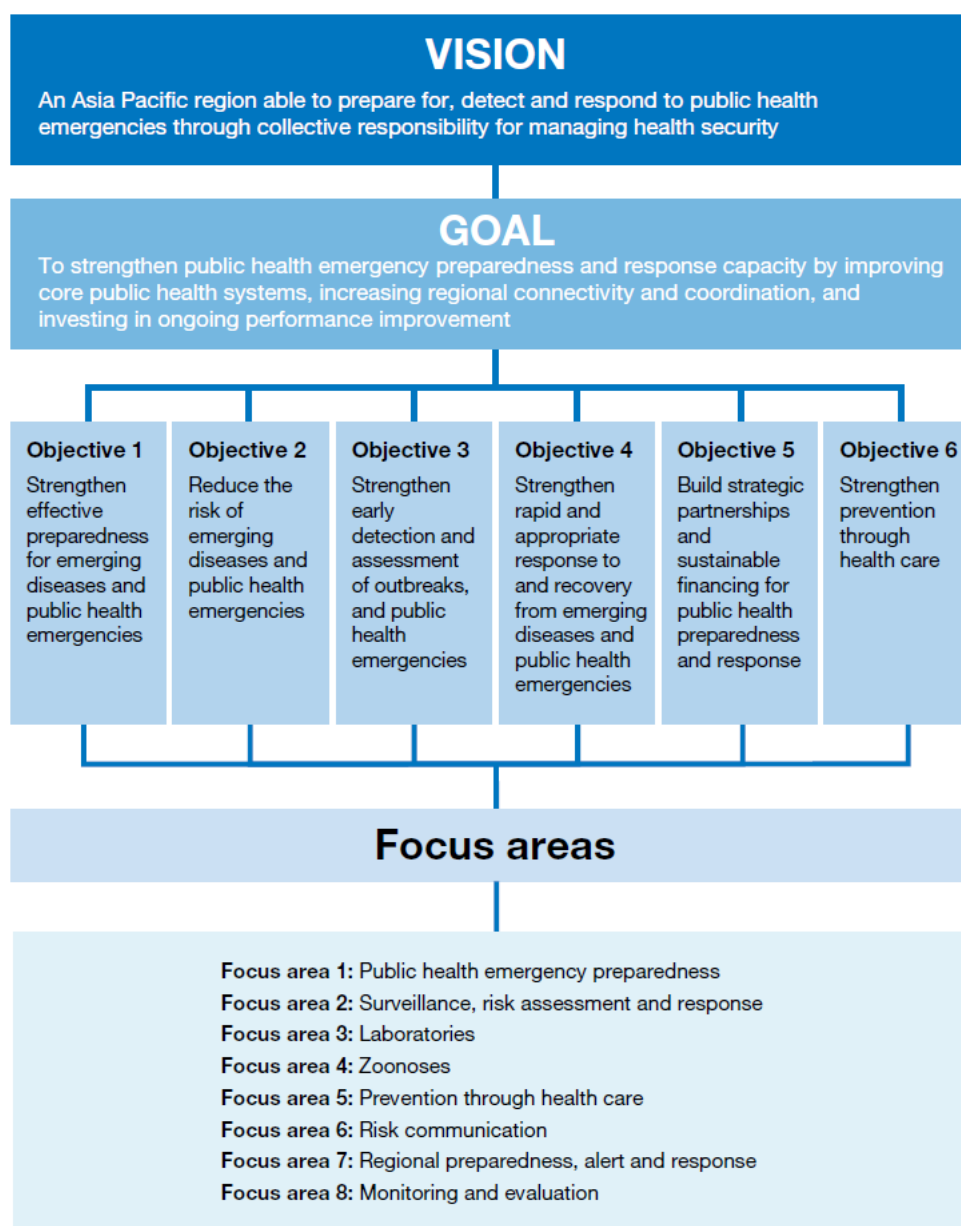 VISION
An Asia Pacific region able to prepare for, detect and respond to public health
emergencies through collective responsibility for managing health security
GOAL
To strengthen public health emergency preparedness and response capacity by improving
core public health systems, increasing regional connectivity and coordination, and
investing in ongoing performance improvement
Objective 1
Strengthen
effective
preparedness
for emerging
diseases and
public health
emergencies
Objective 2
Reduce the
risk of
emerging
diseases and
public health
emergencies
Objective 3
Strengthen
early
detection and
assessment
of outbreaks,
and public
health
emergencies
Objective 4
Strengthen
rapid and
appropriate
response to
and recovery
from emerging
diseases and
public health
emergencies
Objective 5
Build strategic
partnerships
and
sustainable
financing for
public health
preparedness
and response
Objective 6
Strengthen
prevention
through
health care
Focus areas
Focus area 1: Public health emergency preparedness
Focus area 2: Surveillance, risk assessment and response
Focus area 3: Laboratories
Focus area 4: Zoonoses
Focus area 5: Prevention through health care
Focus area 6: Risk communication
Focus area 7: Regional preparedness, alert and response
Focus area 8: Monitoring and evaluation